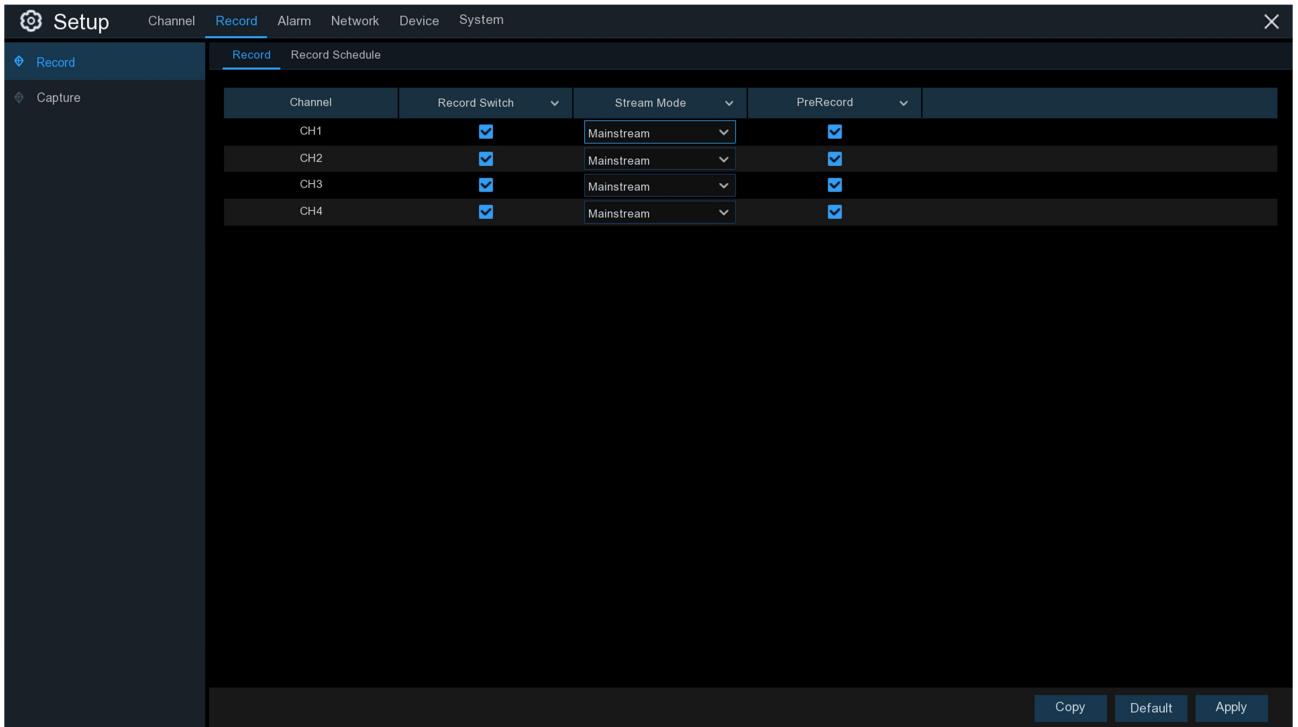 Setup Channel Record Alarm Network Device System
Record Record Record Schedule
Capture
Channel Record Switch Stream Mode PreRecord
CH1 Mainstream
CH2 Mainstream
CH3 Mainstream
CH4 Mainstream
Copy Default Apply